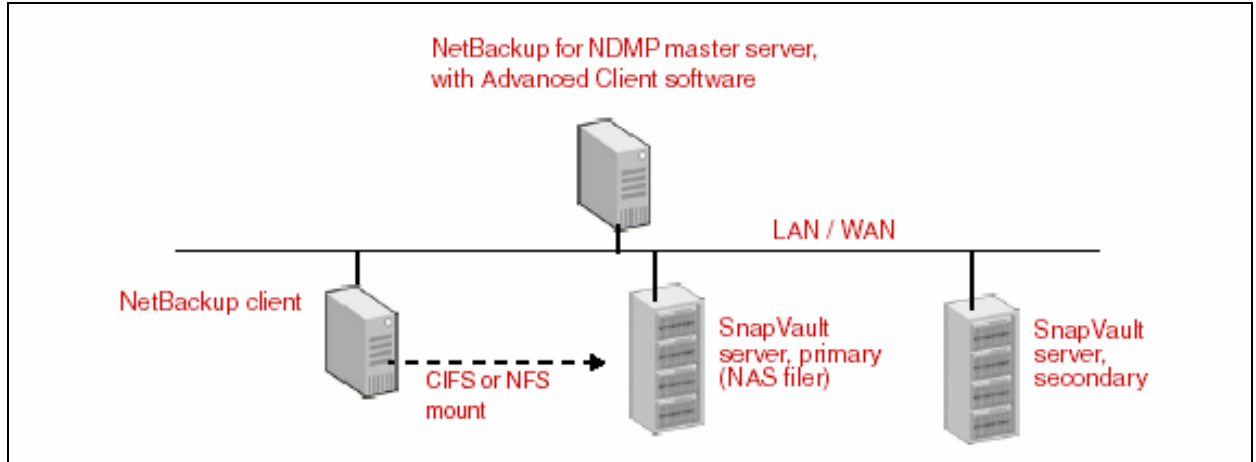 NetBackup for NDMP master server,
with Advanced Client software
LAN / WAN
NetBackup client
CIFS or NFS
mount
SnapVault
server, primary
(NAS filer)
SnapVault
server,
secondary